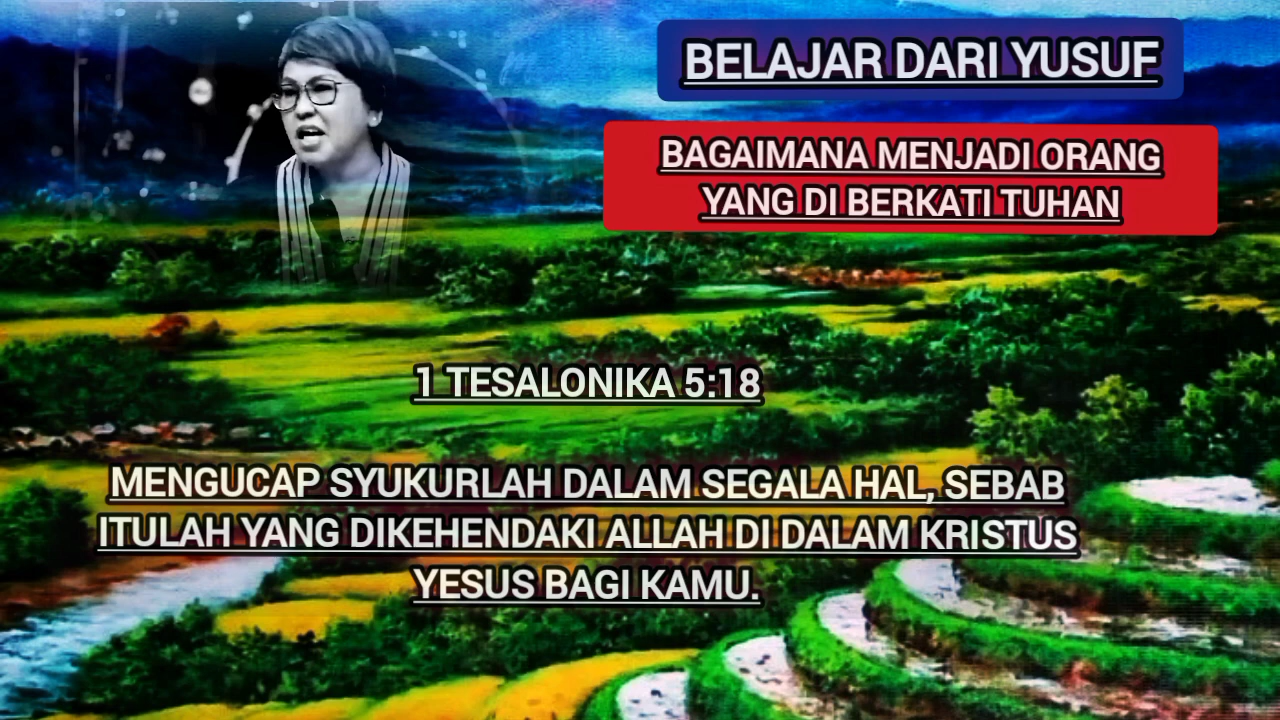 BELAJAR DARI YUSUF
BAGAIMANA MENJADI ORANG
YANG DI BERKATI TUHAN
1 TESALONIKA 5:18
MENGUCAP SYUKURLAH DALAM SEGALA HAL, SEBAB
ITULAH YANG DIKEHENDAKI ALLAH DI DALAM KRISTUS
YESUS BAGI KAMU.